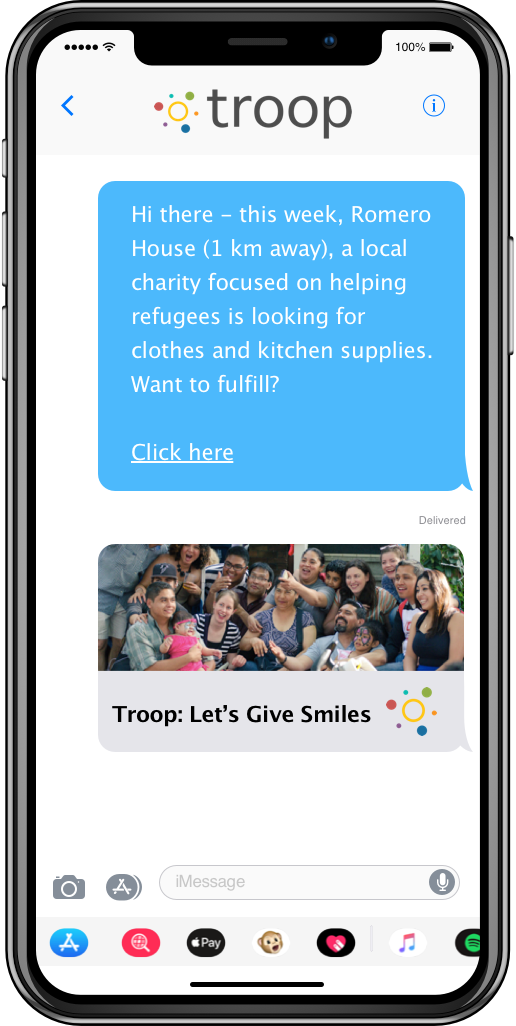 100%
troop
Hi there – this week, Romero
House (1 km away), a local
charity focused on helping
refugees is looking for
clothes and kitchen supplies.
Want to fulfill?
Click here
Delivered
Troop: Let's Give Smiles
iMessage
Pay